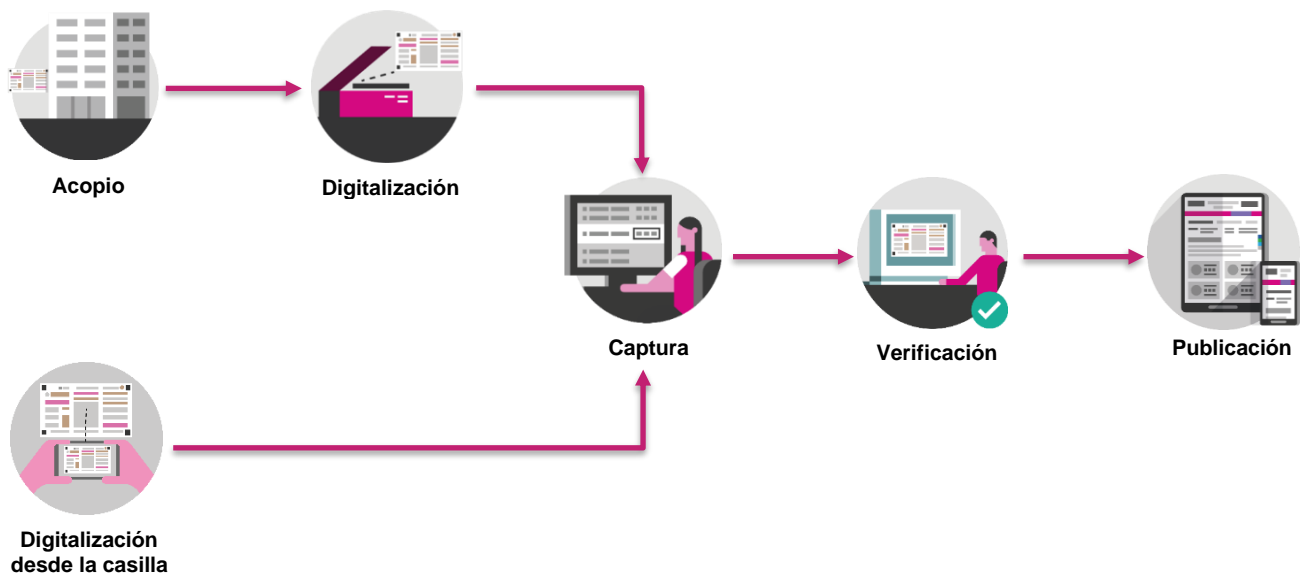 Acopio
Digitalización
Captura
Verificación
Publicación
Digitalización
desde la casilla